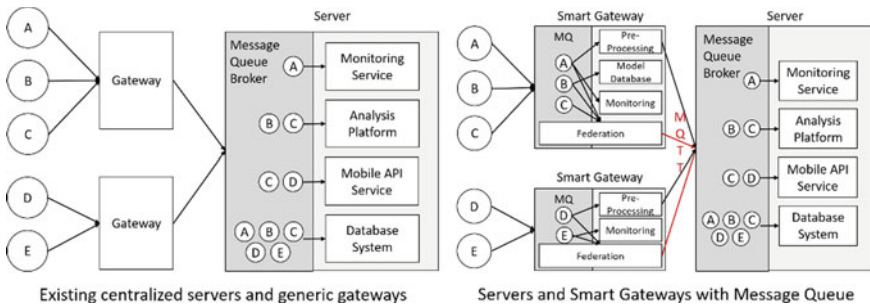 Server
A
B
C
D
E
Gateway
Gateway
Message
Queue
Broker
A
Monitoring
Service
B C
Analysis
Platform
C D
Mobile API
Service
A B C
D E
Database
System
Existing centralized servers and generic gateways
Smart Gateway
Server
A
B
C
D
E
MQ
A
B
C
Pre-
Processing
Model
Database
Monitoring
Federation
Smart Gateway
MQ
D
E
Pre-
Processing
Monitoring
Federation
M
Q
T
T
Message
Queue
Broker
A
Monitoring
Service
B C
Analysis
Platform
C D
Mobile API
Service
A B C
D E
Database
System
Servers and Smart Gateways with Message Queue